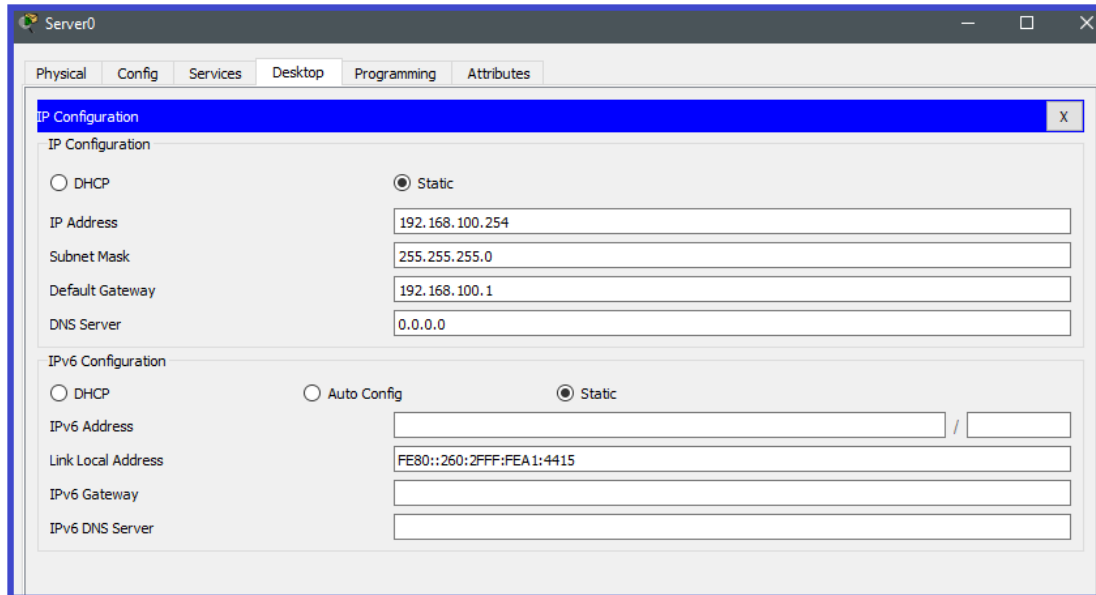 Server0
Physical Config Services Desktop Programming Attributes
IP Configuration X
IP Configuration
DHCP Static
IP Address 192.168.100.254
Subnet Mask 255.255.255.0
Default Gateway 192.168.100.1
DNS Server 0.0.0.0
IPv6 Configuration
DHCP Auto Config Static
IPv6 Address /
Link Local Address FE80::260:2FFF:FEA1:4415
IPv6 Gateway
IPv6 DNS Server